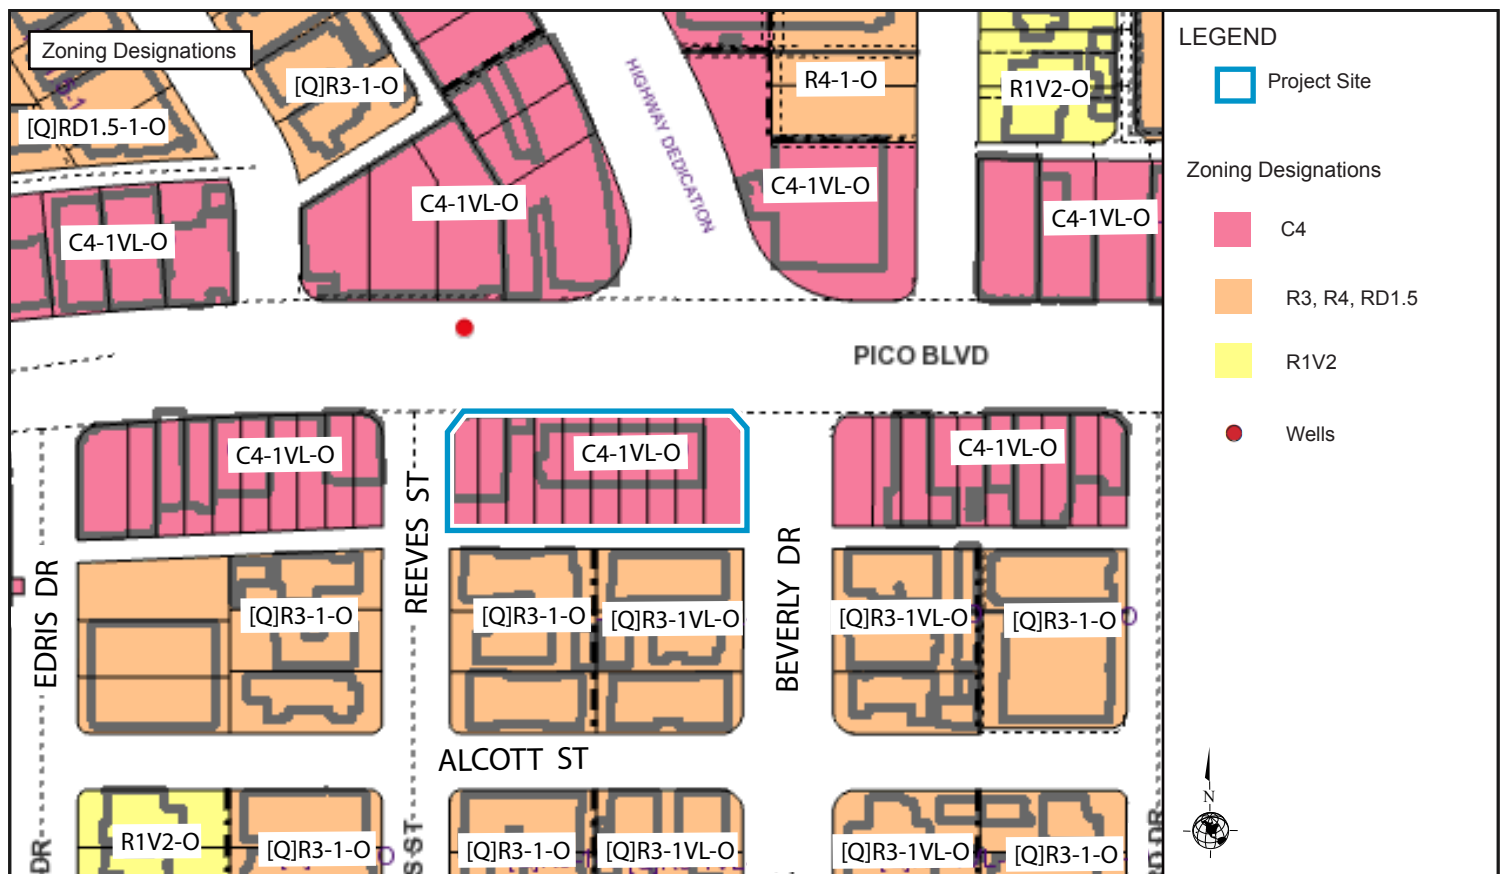 Zoning Designations
[Q]RD1.5-1-O
[Q]R3-1-O
R4-1-O
R1V2-O
HIGHWAY DEDICATION
C4-1VL-O
C4-1VL-O
C4-1VL-O
C4-1VL-O
PICO BLVD
C4-1VL-O
C4-1VL-O
C4-1VL-O
EDRIS DR
REEVES ST
BEVERLY DR
[Q]R3-1-O
[Q]R3-1-O
[Q]R3-1VL-O
[Q]R3-1VL-O
[Q]R3-1-O
ALCOTT ST
R1V2-O
[Q]R3-1-O
[Q]R3-1-O
[Q]R3-1VL-O
[Q]R3-1VL-O
[Q]R3-1-O
DR
S ST
DR
LEGEND
Project Site
Zoning Designations
C4
R3, R4, RD1.5
R1V2
Wells
N